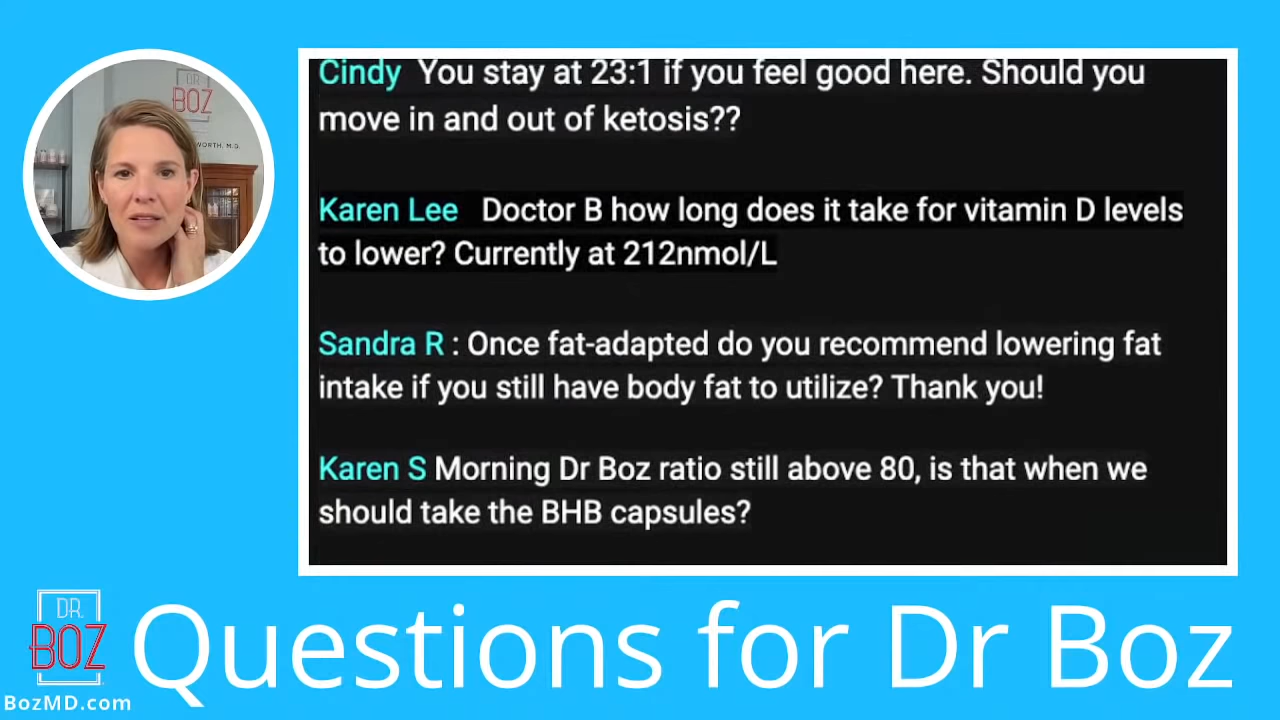 DR.
BOZ
WORTH, M.D.
Cindy You stay at 23:1 if you feel good here. Should you
move in and out of ketosis??
Karen Lee Doctor B how long does it take for vitamin D levels
to lower? Currently at 212nmol/L
Sandra R : Once fat-adapted do you recommend lowering fat
intake if you still have body fat to utilize? Thank you!
Karen S Morning Dr Boz ratio still above 80, is that when we
should take the BHB capsules?
DR.
BOZ
Questions for Dr Boz
BozMD.com